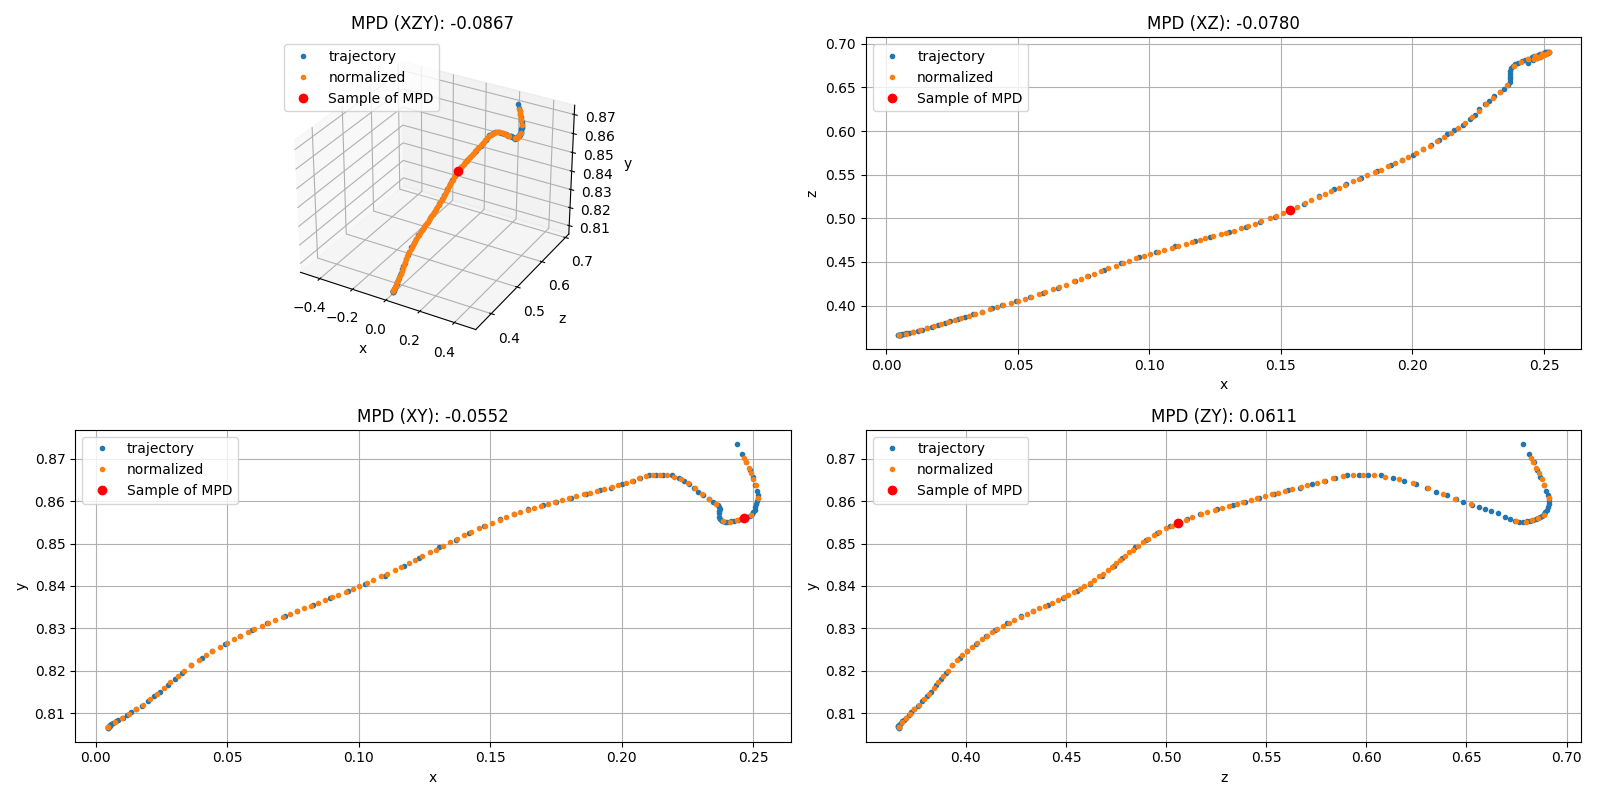 MPD (XZY): -0.0867
trajectory
normalized
Sample of MPD
0.87
0.86
0.85
0.84
0.83
0.82
0.81
y
0.7
0.6
0.5
0.4
z
−0.4
−0.2
0.0
0.2
0.4
x
MPD (XZ): -0.0780
trajectory
normalized
Sample of MPD
0.70
0.65
0.60
0.55
0.50
0.45
0.40
z
0.00
0.05
0.10
0.15
0.20
0.25
x
MPD (XY): -0.0552
trajectory
normalized
Sample of MPD
0.87
0.86
0.85
0.84
0.83
0.82
0.81
y
0.00
0.05
0.10
0.15
0.20
0.25
x
MPD (ZY): 0.0611
trajectory
normalized
Sample of MPD
0.87
0.86
0.85
0.84
0.83
0.82
0.81
y
0.40
0.45
0.50
0.55
0.60
0.65
0.70
z